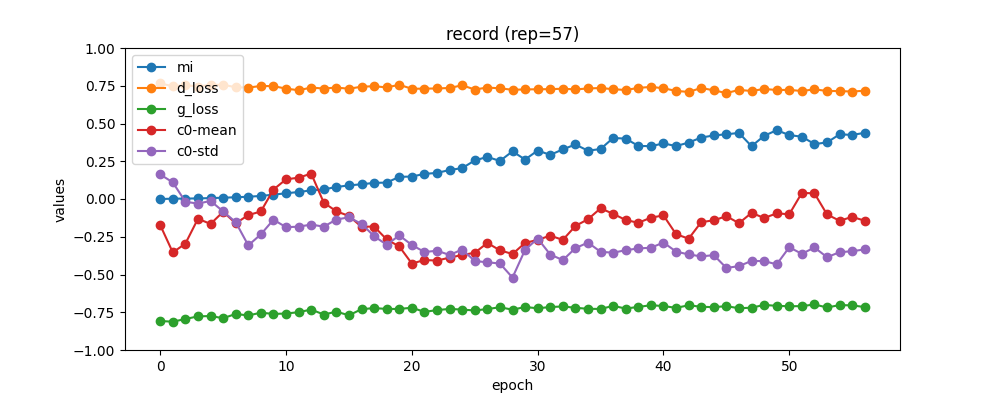 record (rep=57)
1.00
0.75
0.50
0.25
0.00
−0.25
−0.50
−0.75
−1.00
values
mi
d_loss
g_loss
c0-mean
c0-std
0 10 20 30 40 50
epoch